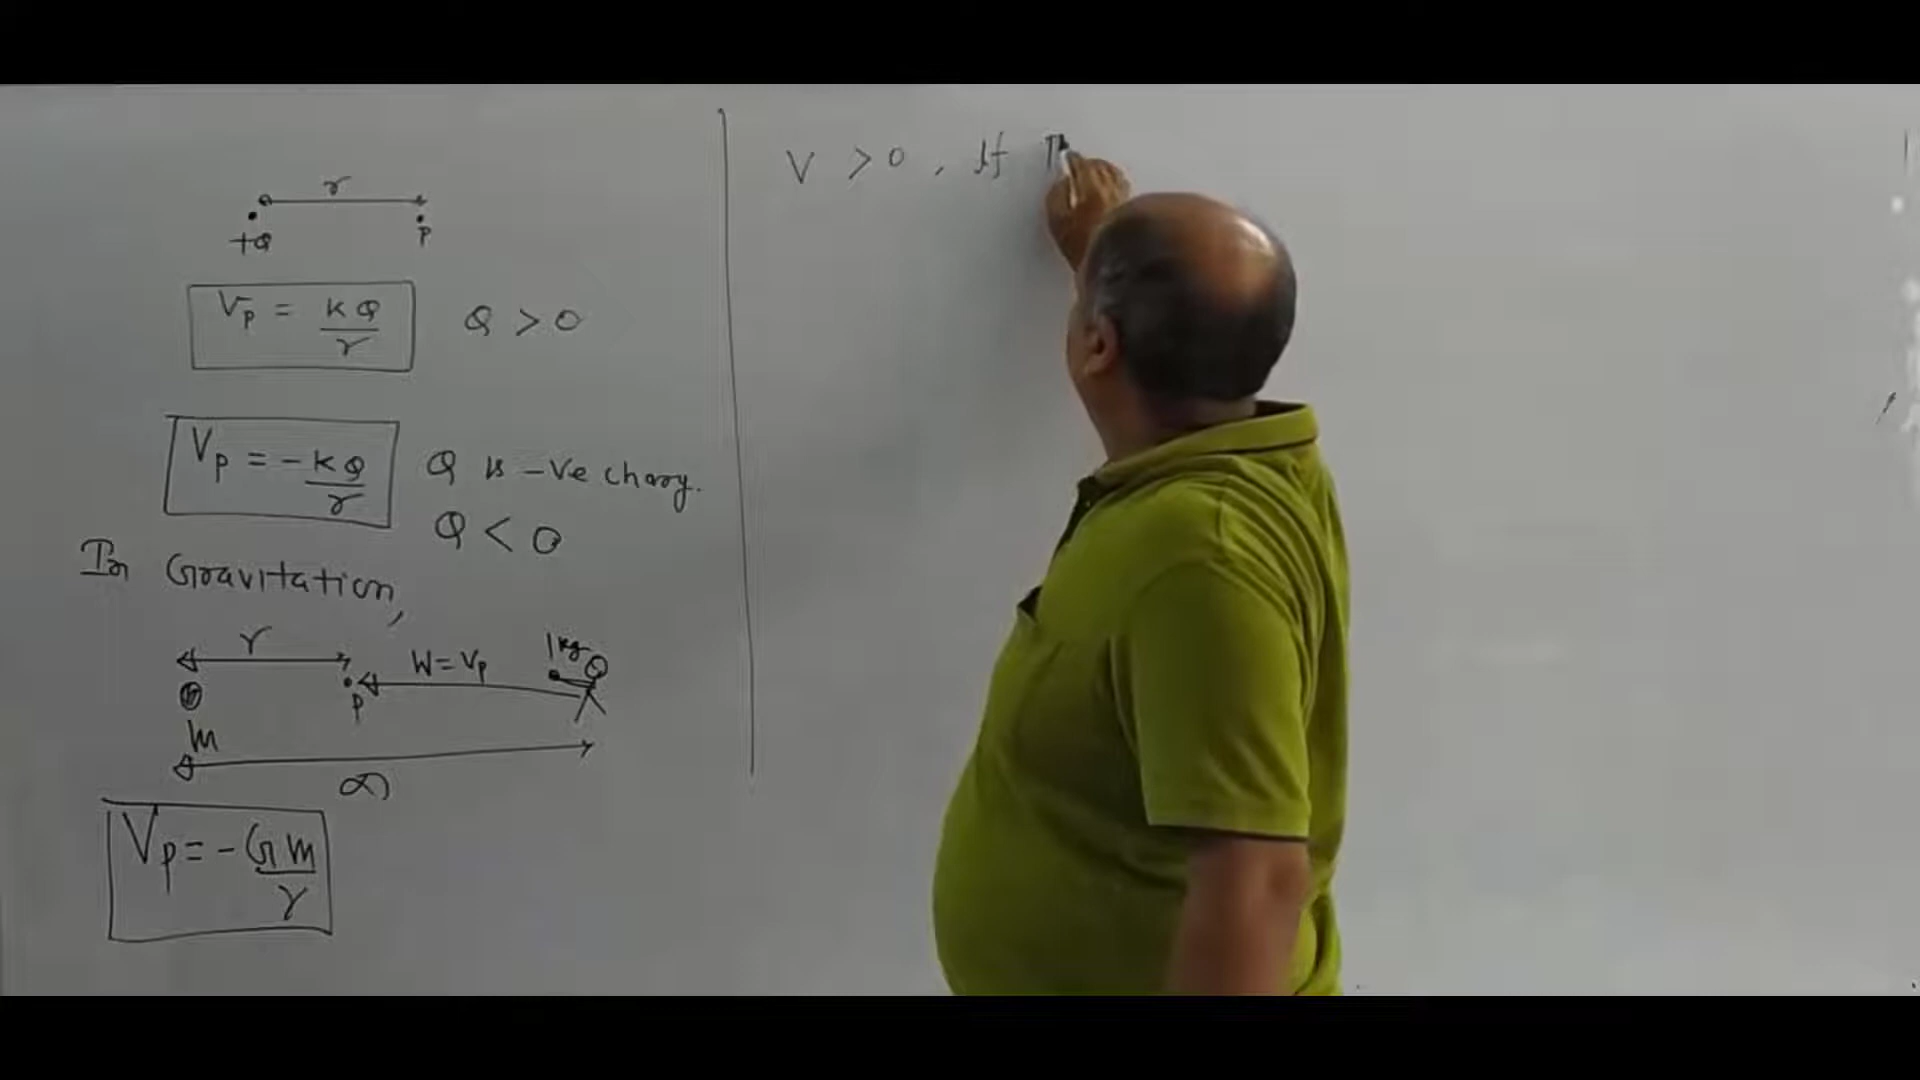 r
+Q P
Vp = KQ/r Q > 0
Vp = -KQ/r Q is -Ve charg.
Q < 0
In Gravitation,
r W = Vp 1kg
P
m
∞
Vp = -Gm/r
V > 0, If